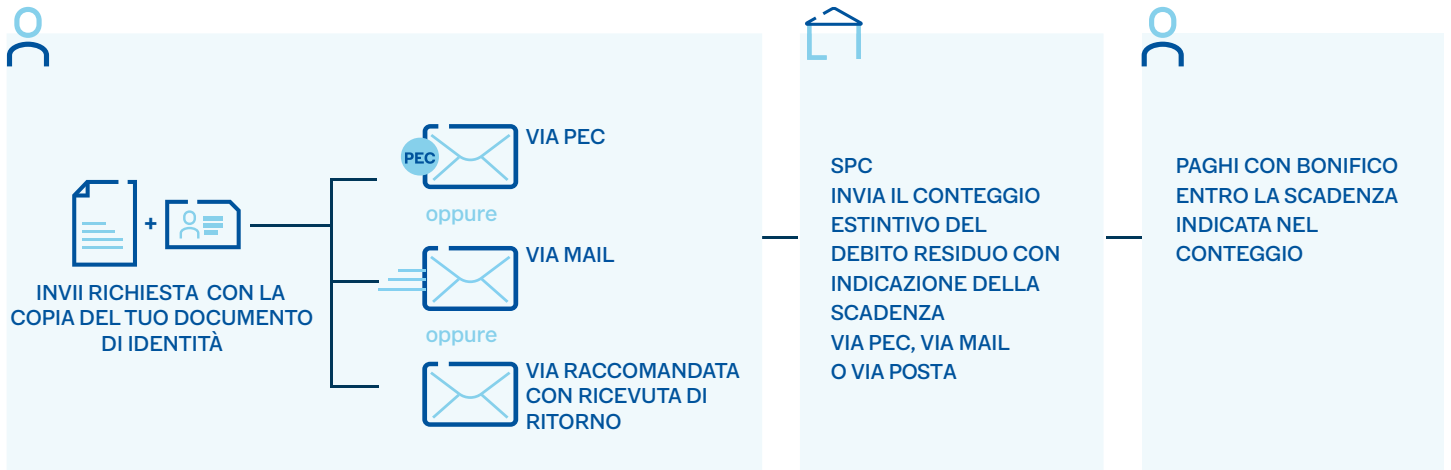 INVII RICHIESTA CON LA
COPIA DEL TUO DOCUMENTO
DI IDENTITÀ
PEC
VIA PEC
oppure
VIA MAIL
oppure
VIA RACCOMANDATA
CON RICEVUTA DI
RITORNO
SPC
INVIA IL CONTEGGIO
ESTINTIVO DEL
DEBITO RESIDUO CON
INDICAZIONE DELLA
SCADENZA
VIA PEC, VIA MAIL
O VIA POSTA
PAGHI CON BONIFICO
ENTRO LA SCADENZA
INDICATA NEL
CONTEGGIO